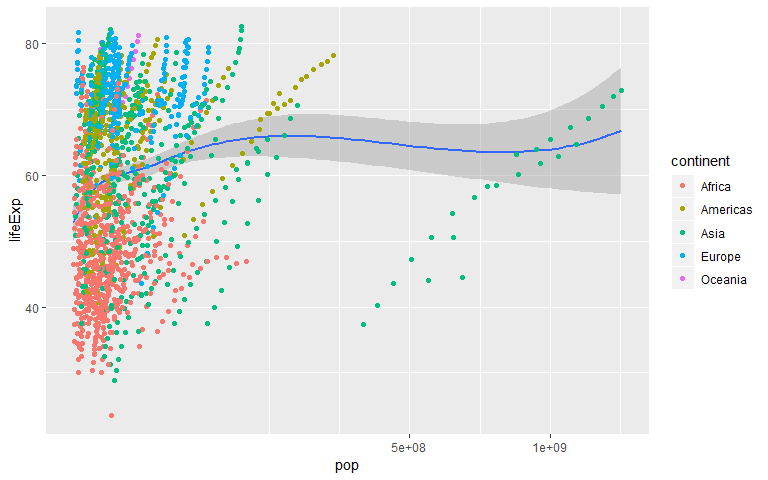 80
60
40
lifeExp
5e+08
1e+09
pop
continent
Africa
Americas
Asia
Europe
Oceania